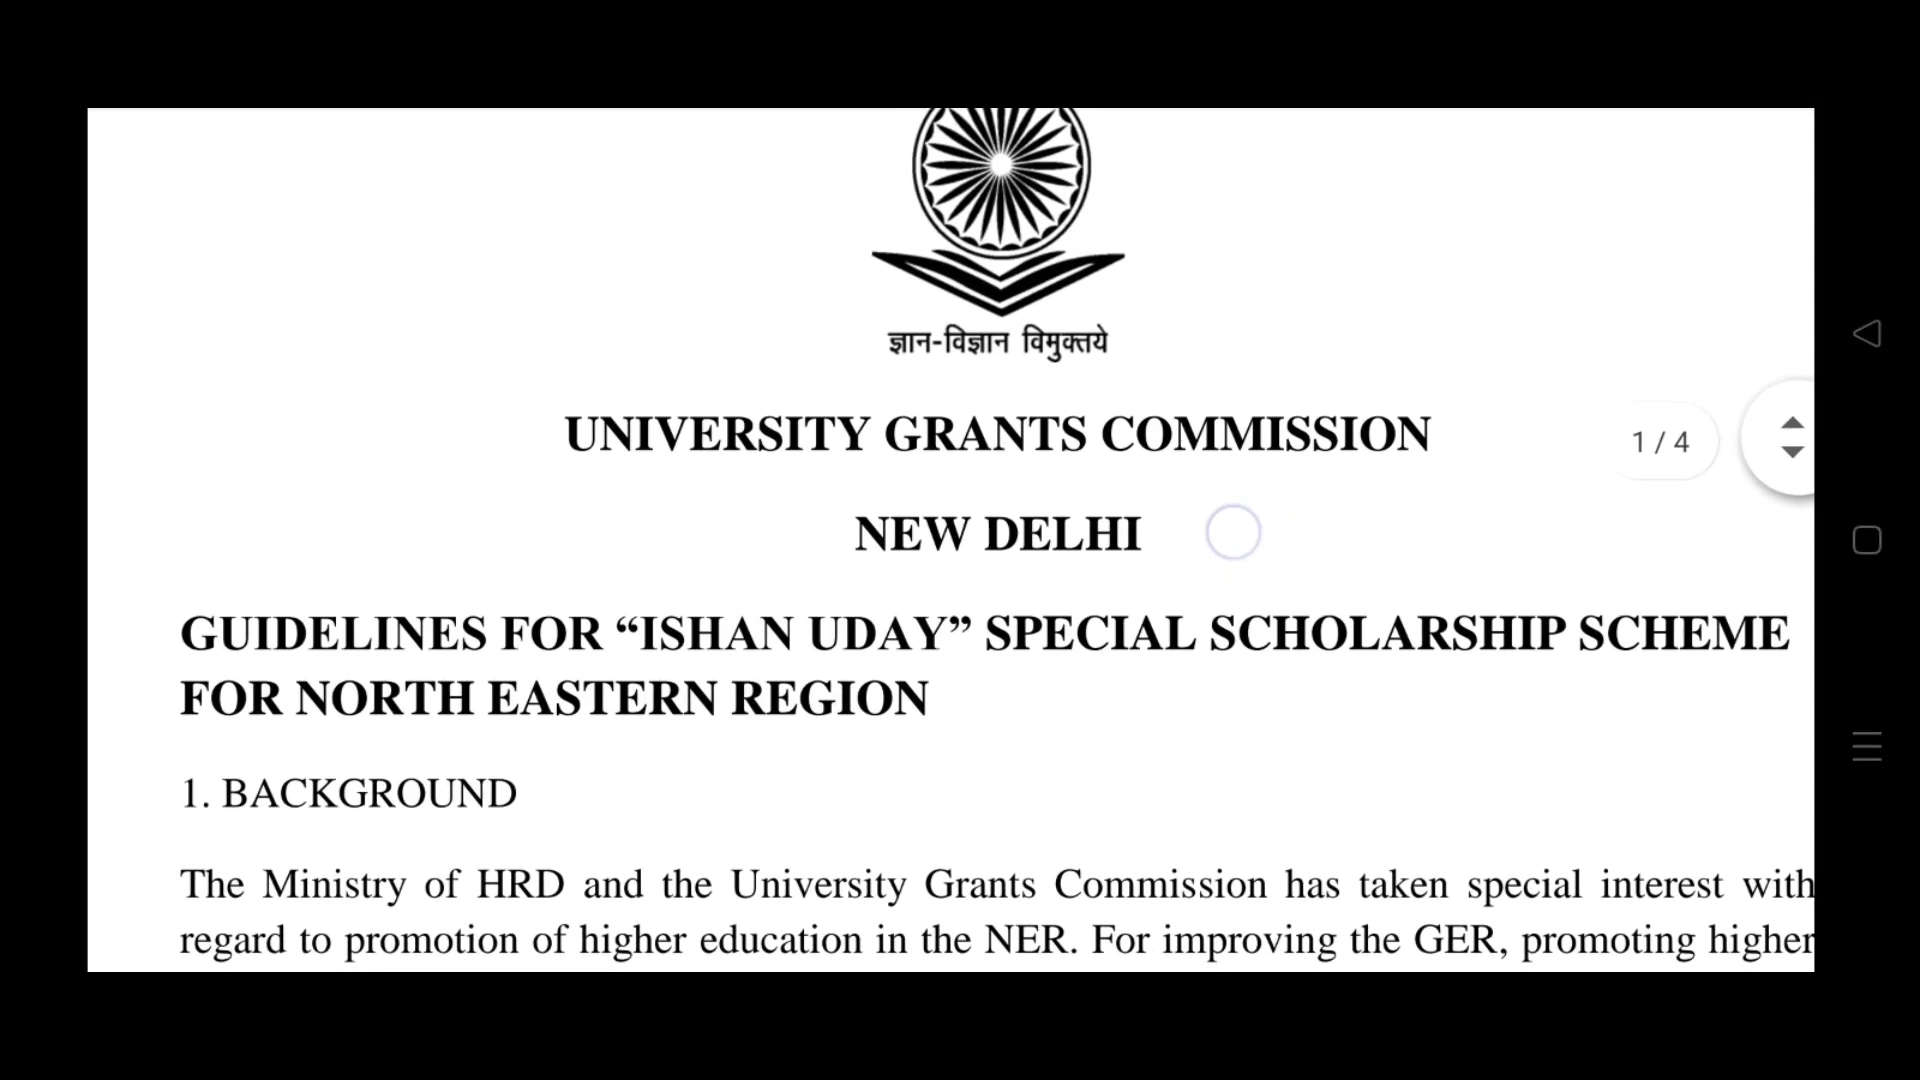 ज्ञान-विज्ञान विमुक्तये
UNIVERSITY GRANTS COMMISSION
1 / 4
NEW DELHI
GUIDELINES FOR “ISHAN UDAY” SPECIAL SCHOLARSHIP SCHEME
FOR NORTH EASTERN REGION
1. BACKGROUND
The Ministry of HRD and the University Grants Commission has taken special interest with
regard to promotion of higher education in the NER. For improving the GER, promoting higher